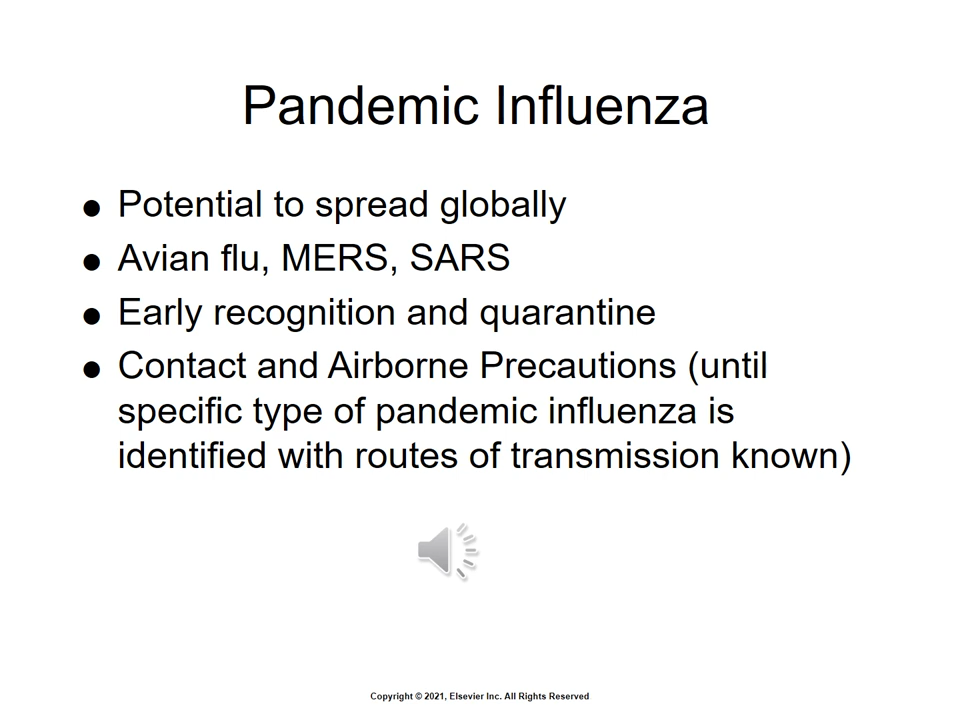 Pandemic Influenza
● Potential to spread globally
● Avian flu, MERS, SARS
● Early recognition and quarantine
● Contact and Airborne Precautions (until
specific type of pandemic influenza is
identified with routes of transmission known)
Copyright © 2021, Elsevier Inc. All Rights Reserved